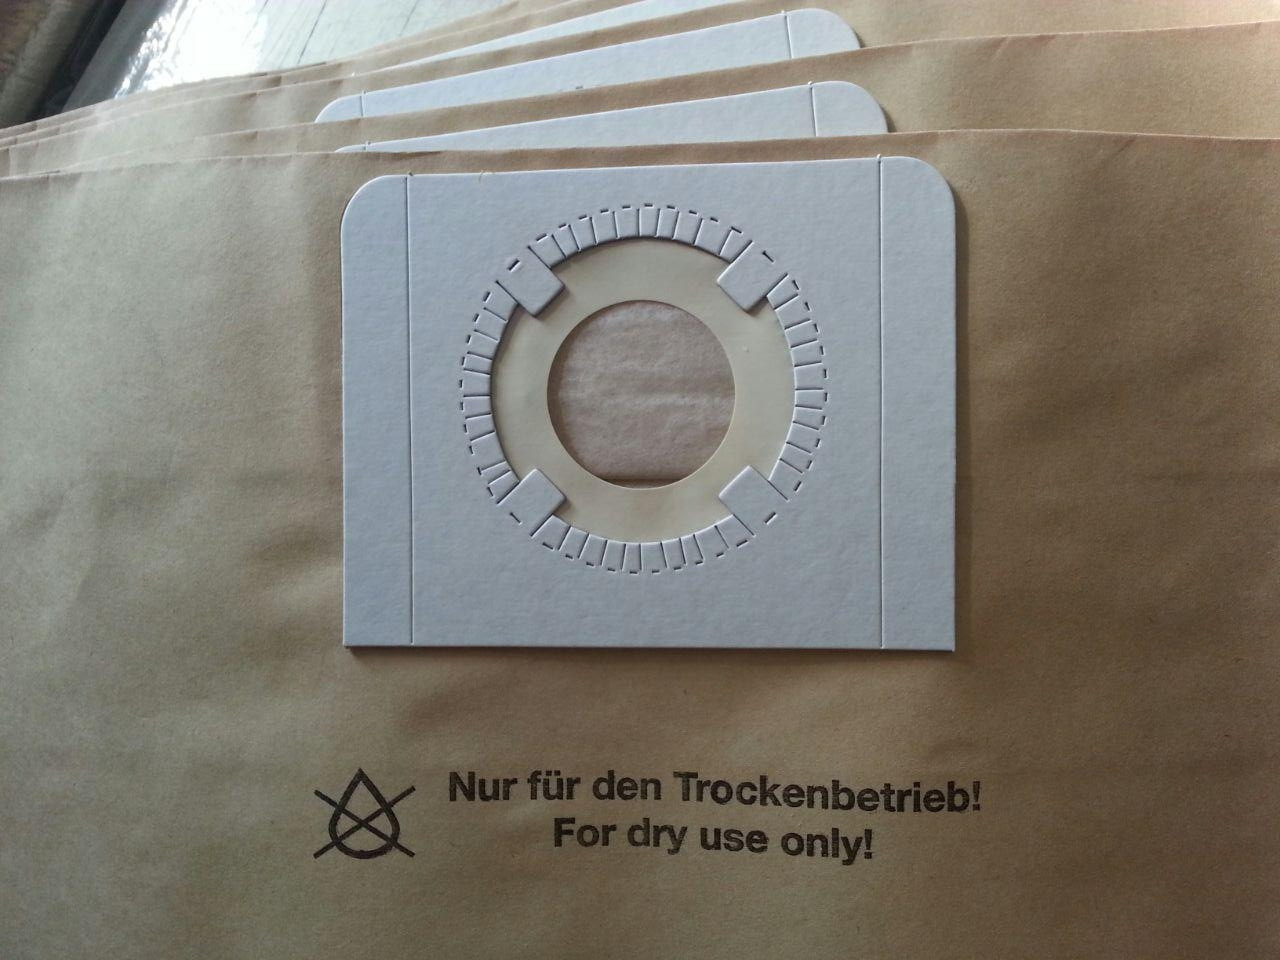 Nur für den Trockenbetrieb!
For dry use only!